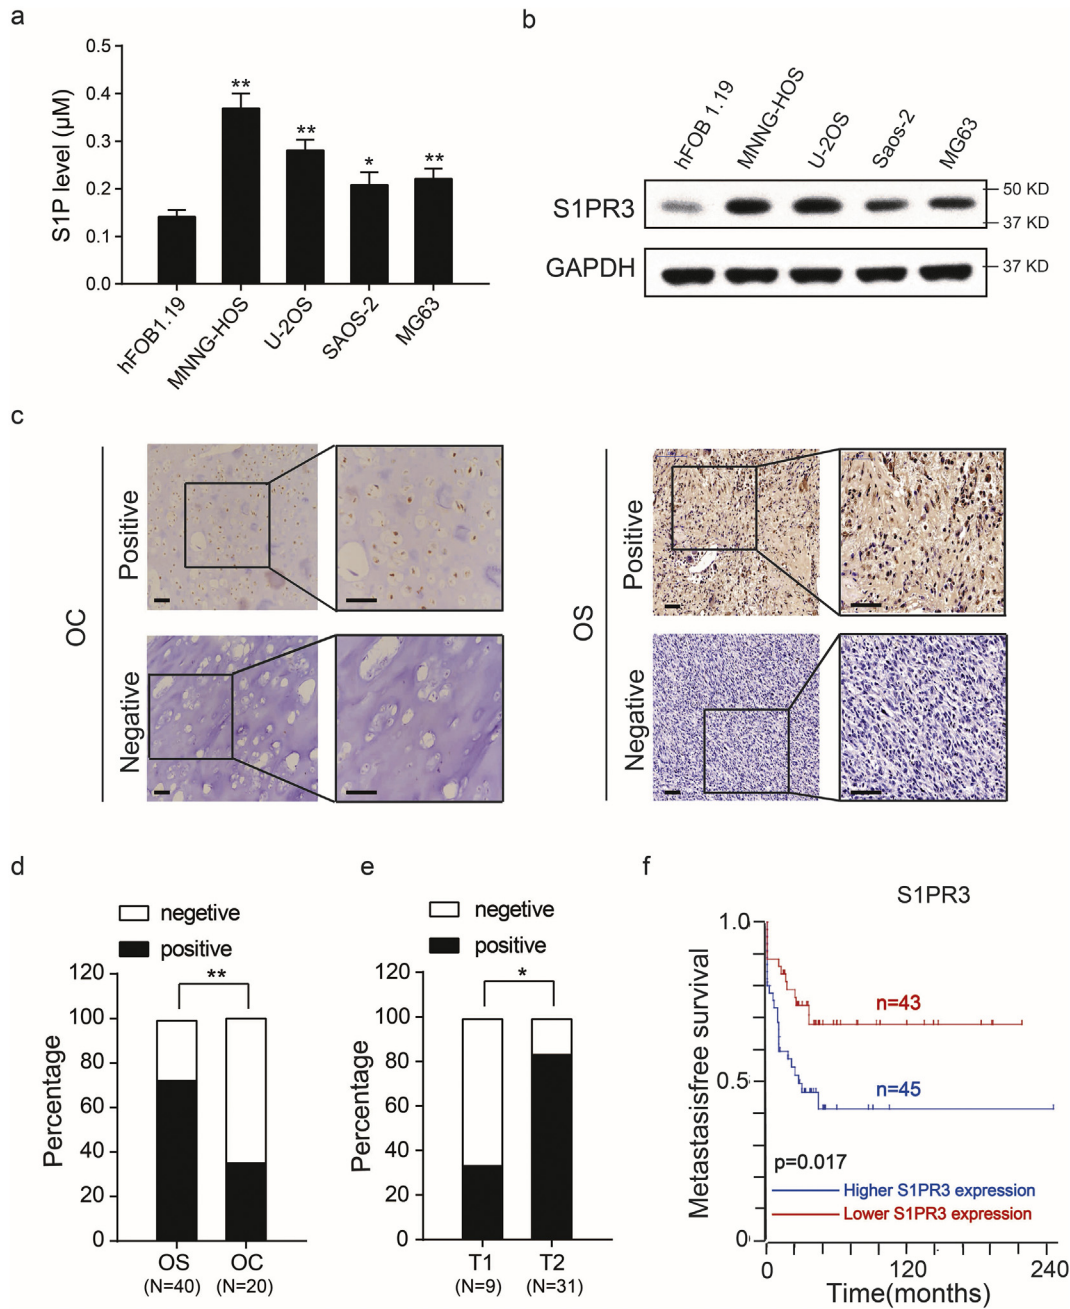 a
0.5
0.4
0.3
0.2
0.1
0.0
S1P level (μM)
**
**
*
**
hFOB1.19
MNNG-HOS
U-2OS
SAOS-2
MG63
b
hFOB 1.19
MNNG-HOS
U-2OS
Saos-2
MG63
S1PR3
50 KD
37 KD
GAPDH
37 KD
c
OC
Positive
Negative
OS
Positive
Negative
d
negetive
positive
120
100
80
60
40
20
0
Percentage
**
OS
OC
(N=40)
(N=20)
e
negetive
positive
120
100
80
60
40
20
0
Percentage
*
T1
T2
(N=9)
(N=31)
f
S1PR3
1.0
0.5
0
Metastasisfree survival
n=43
n=45
p=0.017
Higher S1PR3 expression
Lower S1PR3 expression
0
120
240
Time(months)